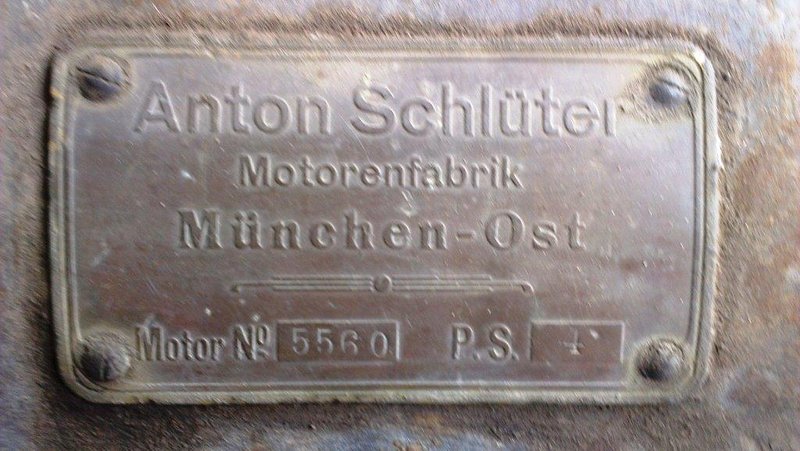 Anton Schlüter
Motorenfabrik
München-Ost
Motor Nº 5560 P.S. 4